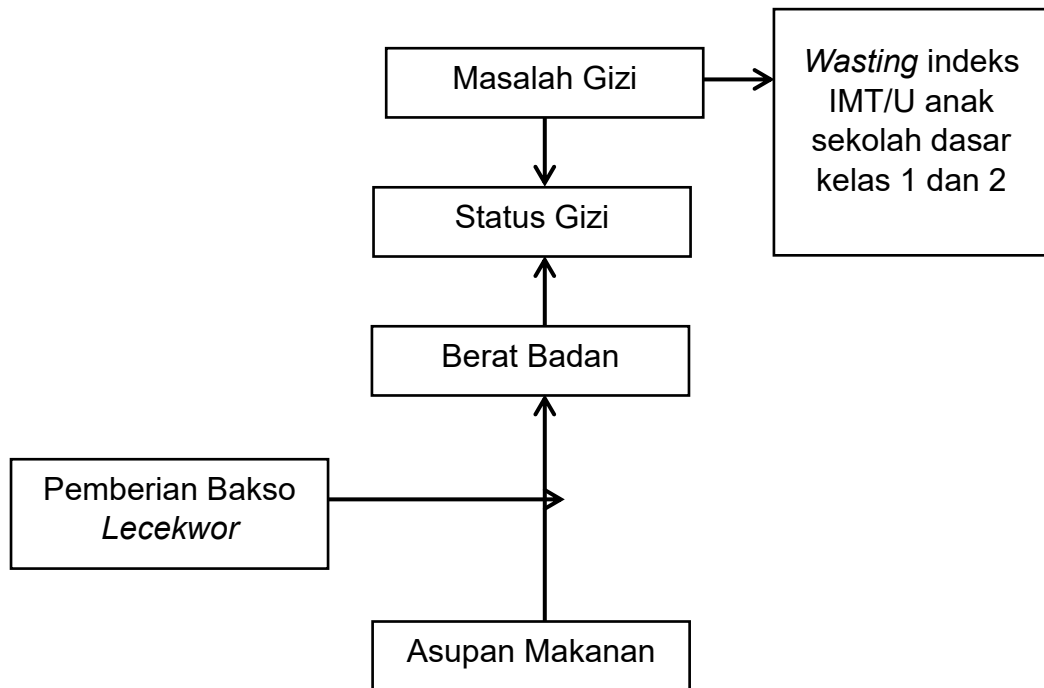 Masalah Gizi
Wasting indeks
IMT/U anak
sekolah dasar
kelas 1 dan 2
Status Gizi
Berat Badan
Pemberian Bakso
Lecekwor
Asupan Makanan